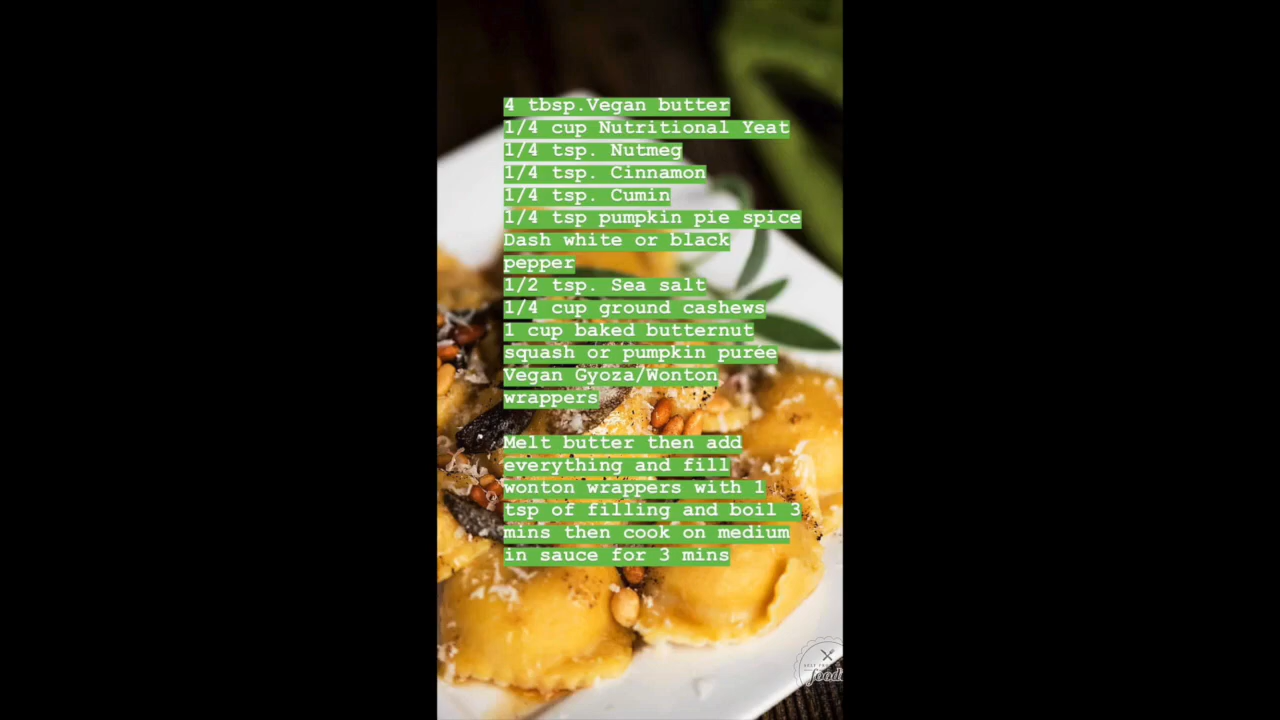 4 tbsp.Vegan butter
1/4 cup Nutritional Yeat
1/4 tsp. Nutmeg
1/4 tsp. Cinnamon
1/4 tsp. Cumin
1/4 tsp pumpkin pie spice
Dash white or black
pepper
1/2 tsp. Sea salt
1/4 cup ground cashews
1 cup baked butternut
squash or pumpkin purée
Vegan Gyoza/Wonton
wrappers
Melt butter then add
everything and fill
wonton wrappers with 1
tsp of filling and boil 3
mins then cook on medium
in sauce for 3 mins